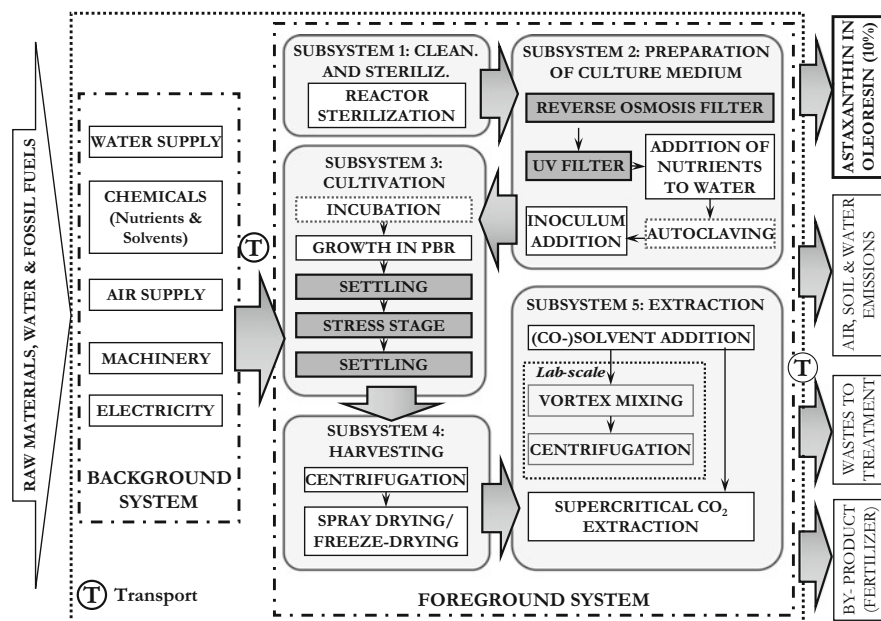 RAW MATERIALS, WATER & FOSSIL FUELS
WATER SUPPLY
CHEMICALS
(Nutrients &
Solvents)
AIR SUPPLY
MACHINERY
ELECTRICITY
BACKGROUND
SYSTEM
T
Transport
T
SUBSYSTEM 1: CLEAN.
AND STERILIZ.
REACTOR
STERILIZATION
SUBSYSTEM 2: PREPARATION
OF CULTURE MEDIUM
REVERSE OSMOSIS FILTER
UV FILTER
ADDITION OF
NUTRIENTS
TO WATER
AUTOCLAVING
INOCULUM
ADDITION
SUBSYSTEM 3:
CULTIVATION
INCUBATION
GROWTH IN PBR
SETTLING
STRESS STAGE
SETTLING
SUBSYSTEM 4:
HARVESTING
CENTRIFUGATION
SPRAY DRYING/
FREEZE-DRYING
SUBSYSTEM 5: EXTRACTION
(CO-)SOLVENT ADDITION
Lab-scale
VORTEX MIXING
CENTRIFUGATION
SUPERCRITICAL CO₂
EXTRACTION
FOREGROUND SYSTEM
T
ASTAXANTHIN IN
OLEORESIN (10%)
AIR, SOIL & WATER
EMISSIONS
WASTES TO
TREATMENT
BY- PRODUCT
(FERTILIZER)